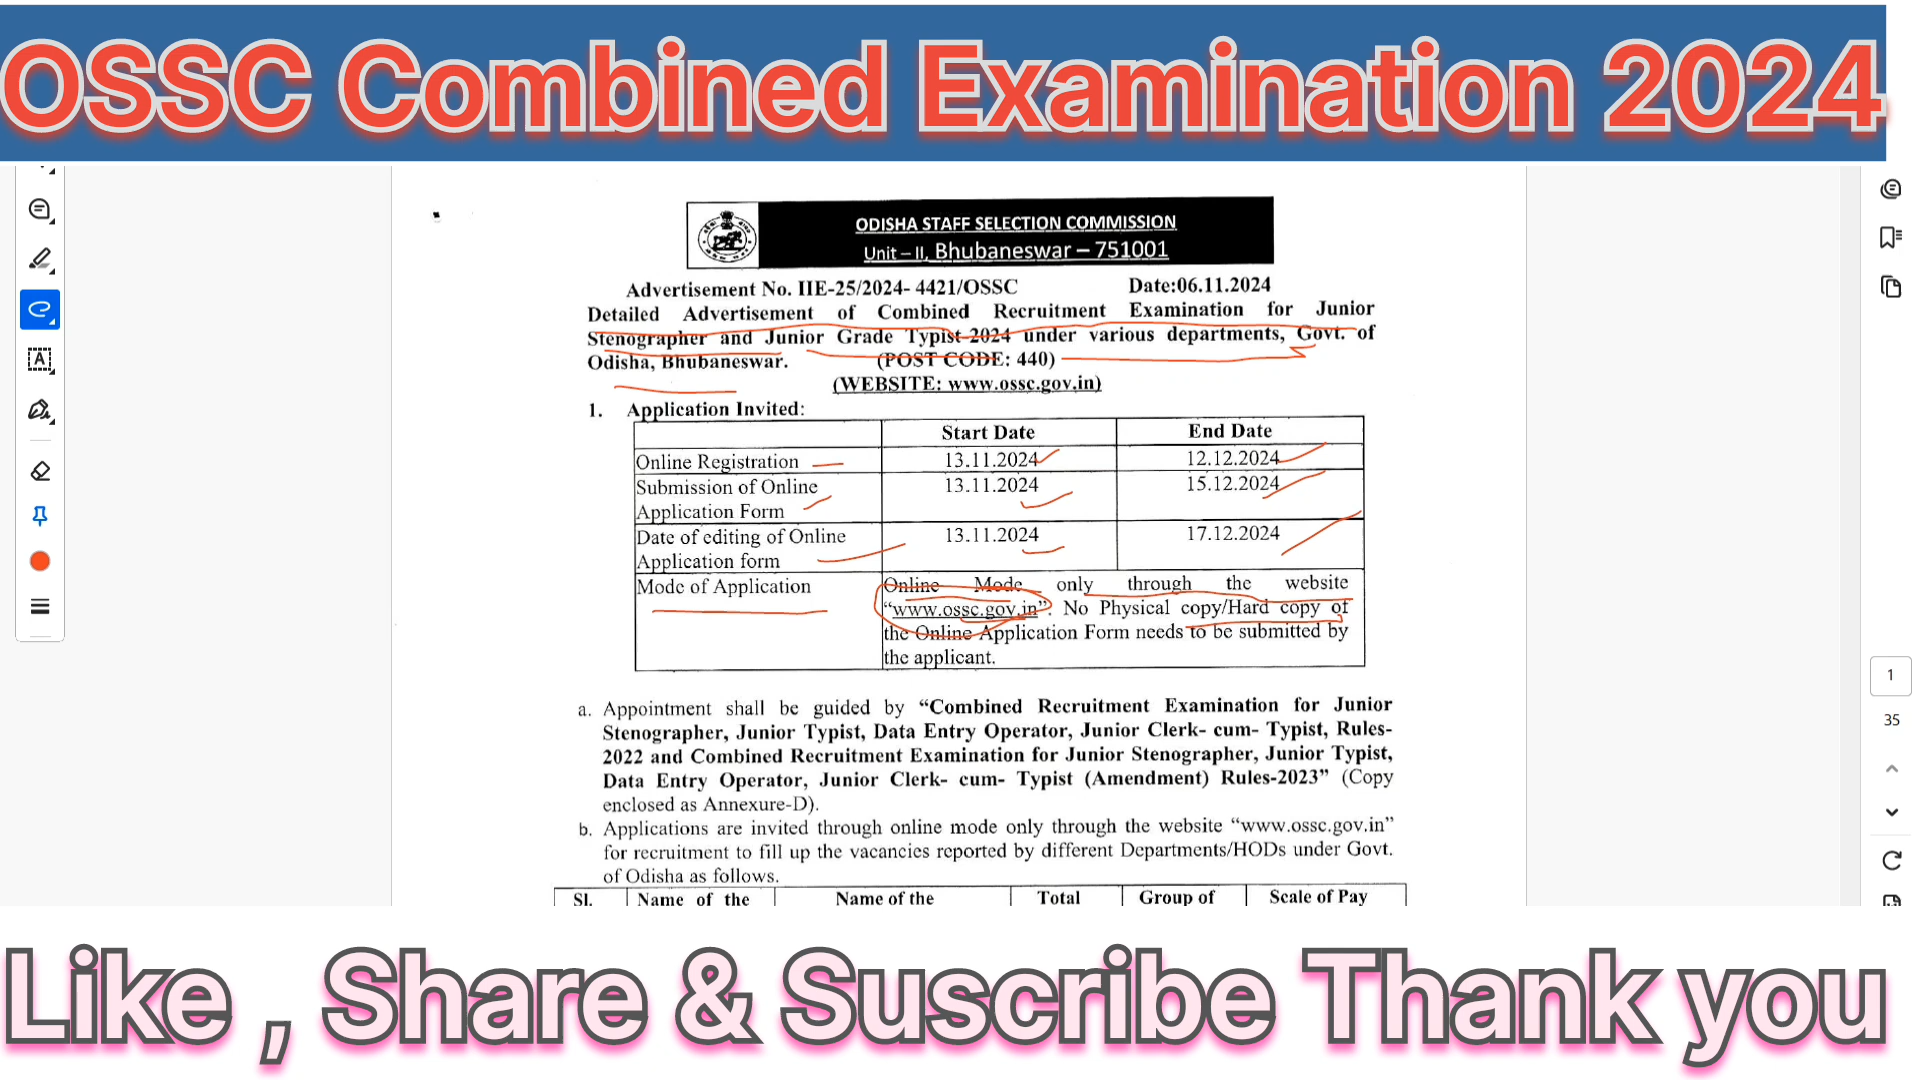 OSSC Combined Examination 2024
ODISHA STAFF SELECTION COMMISSION
Unit – II, Bhubaneswar – 751001
Advertisement No. IIE-25/2024- 4421/OSSC Date:06.11.2024
Detailed Advertisement of Combined Recruitment Examination for Junior
Stenographer and Junior Grade Typist-2024 under various departments, Govt. of
Odisha, Bhubaneswar. (POST CODE: 440)
(WEBSITE: www.ossc.gov.in)
1. Application Invited:
Start Date End Date
Online Registration 13.11.2024 12.12.2024
Submission of Online 13.11.2024 15.12.2024
Application Form
Date of editing of Online 13.11.2024 17.12.2024
Application form
Mode of Application Online Mode only through the website
“www.ossc.gov.in”. No Physical copy/Hard copy of
the Online Application Form needs to be submitted by
the applicant.
a. Appointment shall be guided by “Combined Recruitment Examination for Junior
Stenographer, Junior Typist, Data Entry Operator, Junior Clerk- cum- Typist, Rules-
2022 and Combined Recruitment Examination for Junior Stenographer, Junior Typist,
Data Entry Operator, Junior Clerk- cum- Typist (Amendment) Rules-2023” (Copy
enclosed as Annexure-D).
b. Applications are invited through online mode only through the website “www.ossc.gov.in”
for recruitment to fill up the vacancies reported by different Departments/HODs under Govt.
of Odisha as follows.
Sl. Name of the Name of the Total Group of Scale of Pay
1
35
Like , Share & Suscribe Thank you